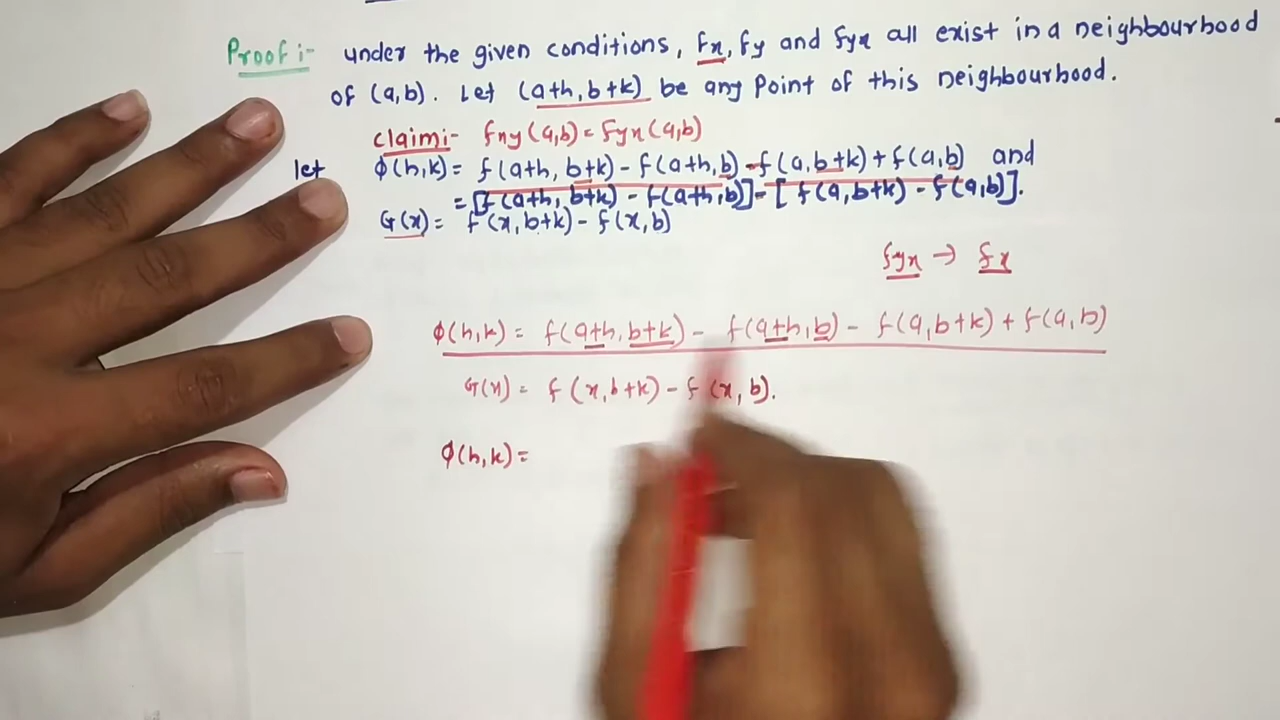 Proof :- under the given conditions, fx, fy and fyx all exist in a neighbourhood
of (a,b). Let (a+h, b+k) be any point of this neighbourhood.
claim:- fxy(a,b) = fyx(a,b)
let φ(h,k) = f(a+h, b+k) - f(a+h, b) - f(a, b+k) + f(a, b) and
= [f(a+h, b+k) - f(a+h, b)] - [f(a, b+k) - f(a, b)].
G(x) = f(x, b+k) - f(x, b)
fyx → fx
φ(h,k) = f(a+h, b+k) - f(a+h, b) - f(a, b+k) + f(a, b)
G(x) = f(x, b+k) - f(x, b).
φ(h,k) =